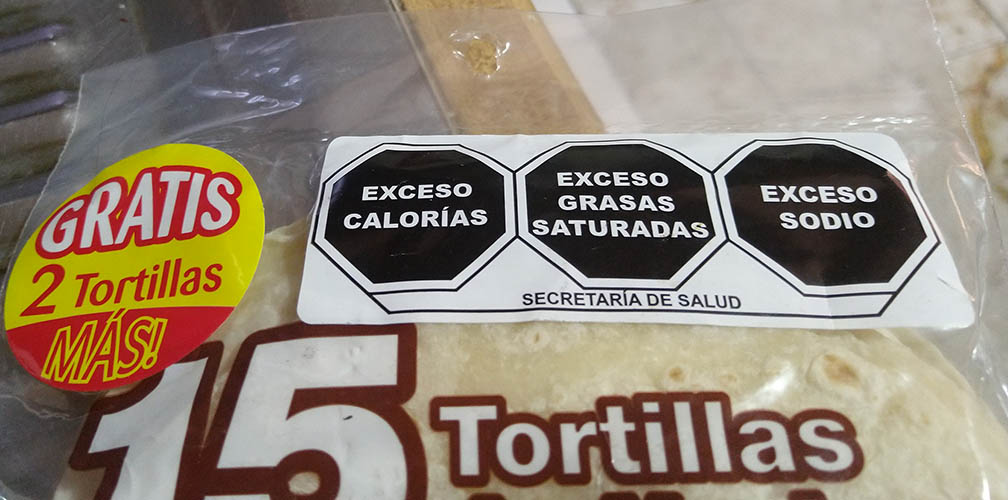 GRATIS
2 Tortillas
MÁS!
EXCESO
CALORÍAS
EXCESO
GRASAS
SATURADAS
EXCESO
SODIO
SECRETARÍA DE SALUD
15
Tortillas